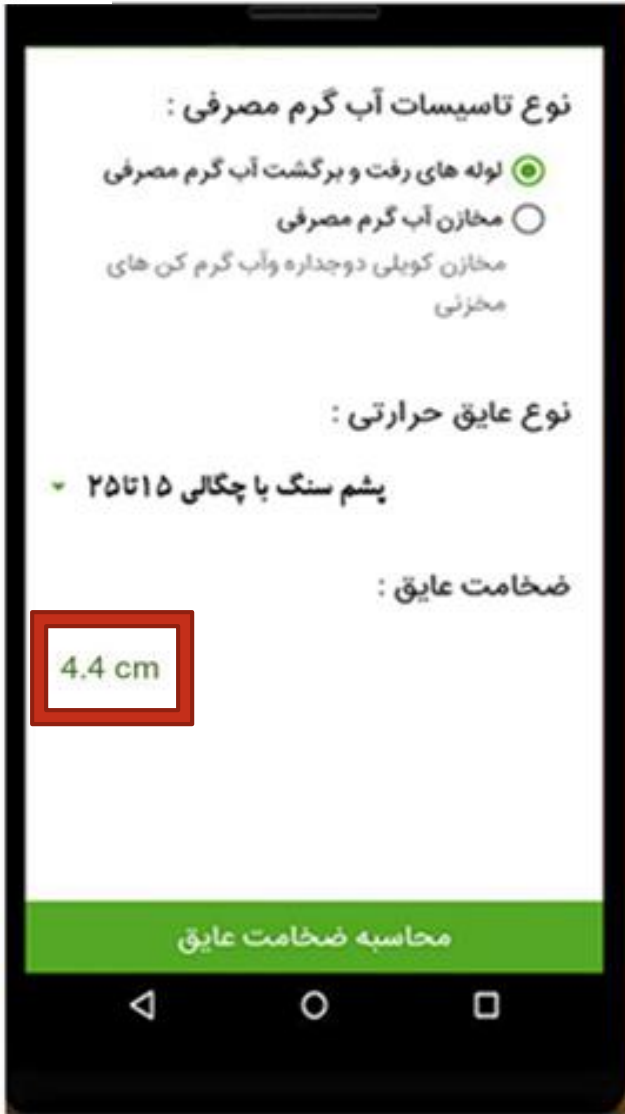 نوع تاسیسات آب گرم مصرفی :
لوله های رفت و برگشت آب گرم مصرفی
مخازن آب گرم مصرفی
مخازن کویلی دوجداره وآب گرم کن های
مخزنی
نوع عایق حرارتی :
پشم سنگ با چگالی ۱۵تا۲۵
ضخامت عایق :
4.4 cm
محاسبه ضخامت عایق